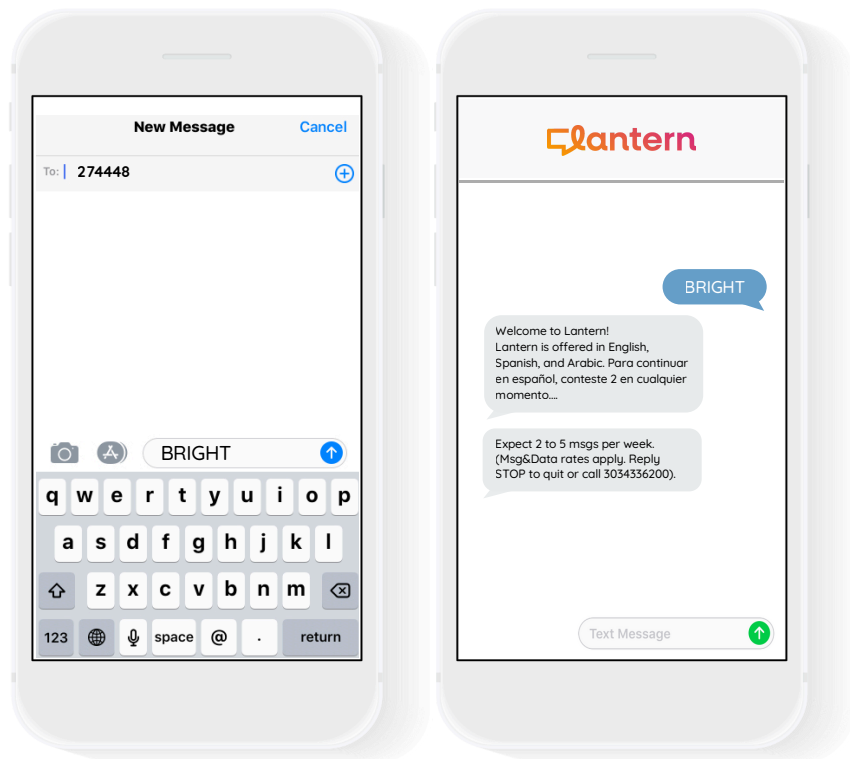 New Message Cancel
To: 274448
BRIGHT
q w e r t y u i o p
a s d f g h j k l
z x c v b n m
123 space @ . return
lantern
BRIGHT
Welcome to Lantern!
Lantern is offered in English,
Spanish, and Arabic. Para continuar
en español, conteste 2 en cualquier
momento....
Expect 2 to 5 msgs per week.
(Msg&Data rates apply. Reply
STOP to quit or call 3034336200).
Text Message